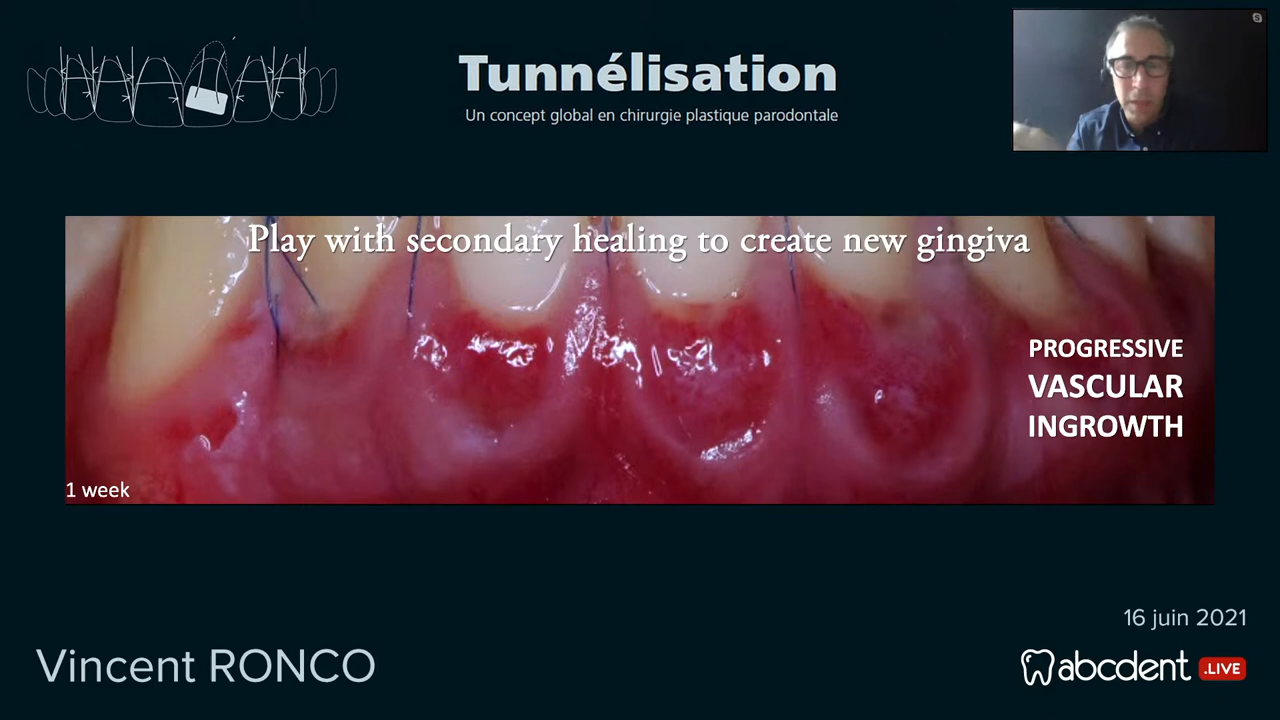 Tunnélisation
Un concept global en chirurgie plastique parodontale
Play with secondary healing to create new gingiva
PROGRESSIVE
VASCULAR
INGROWTH
1 week
16 juin 2021
Vincent RONCO
abcdent .LIVE